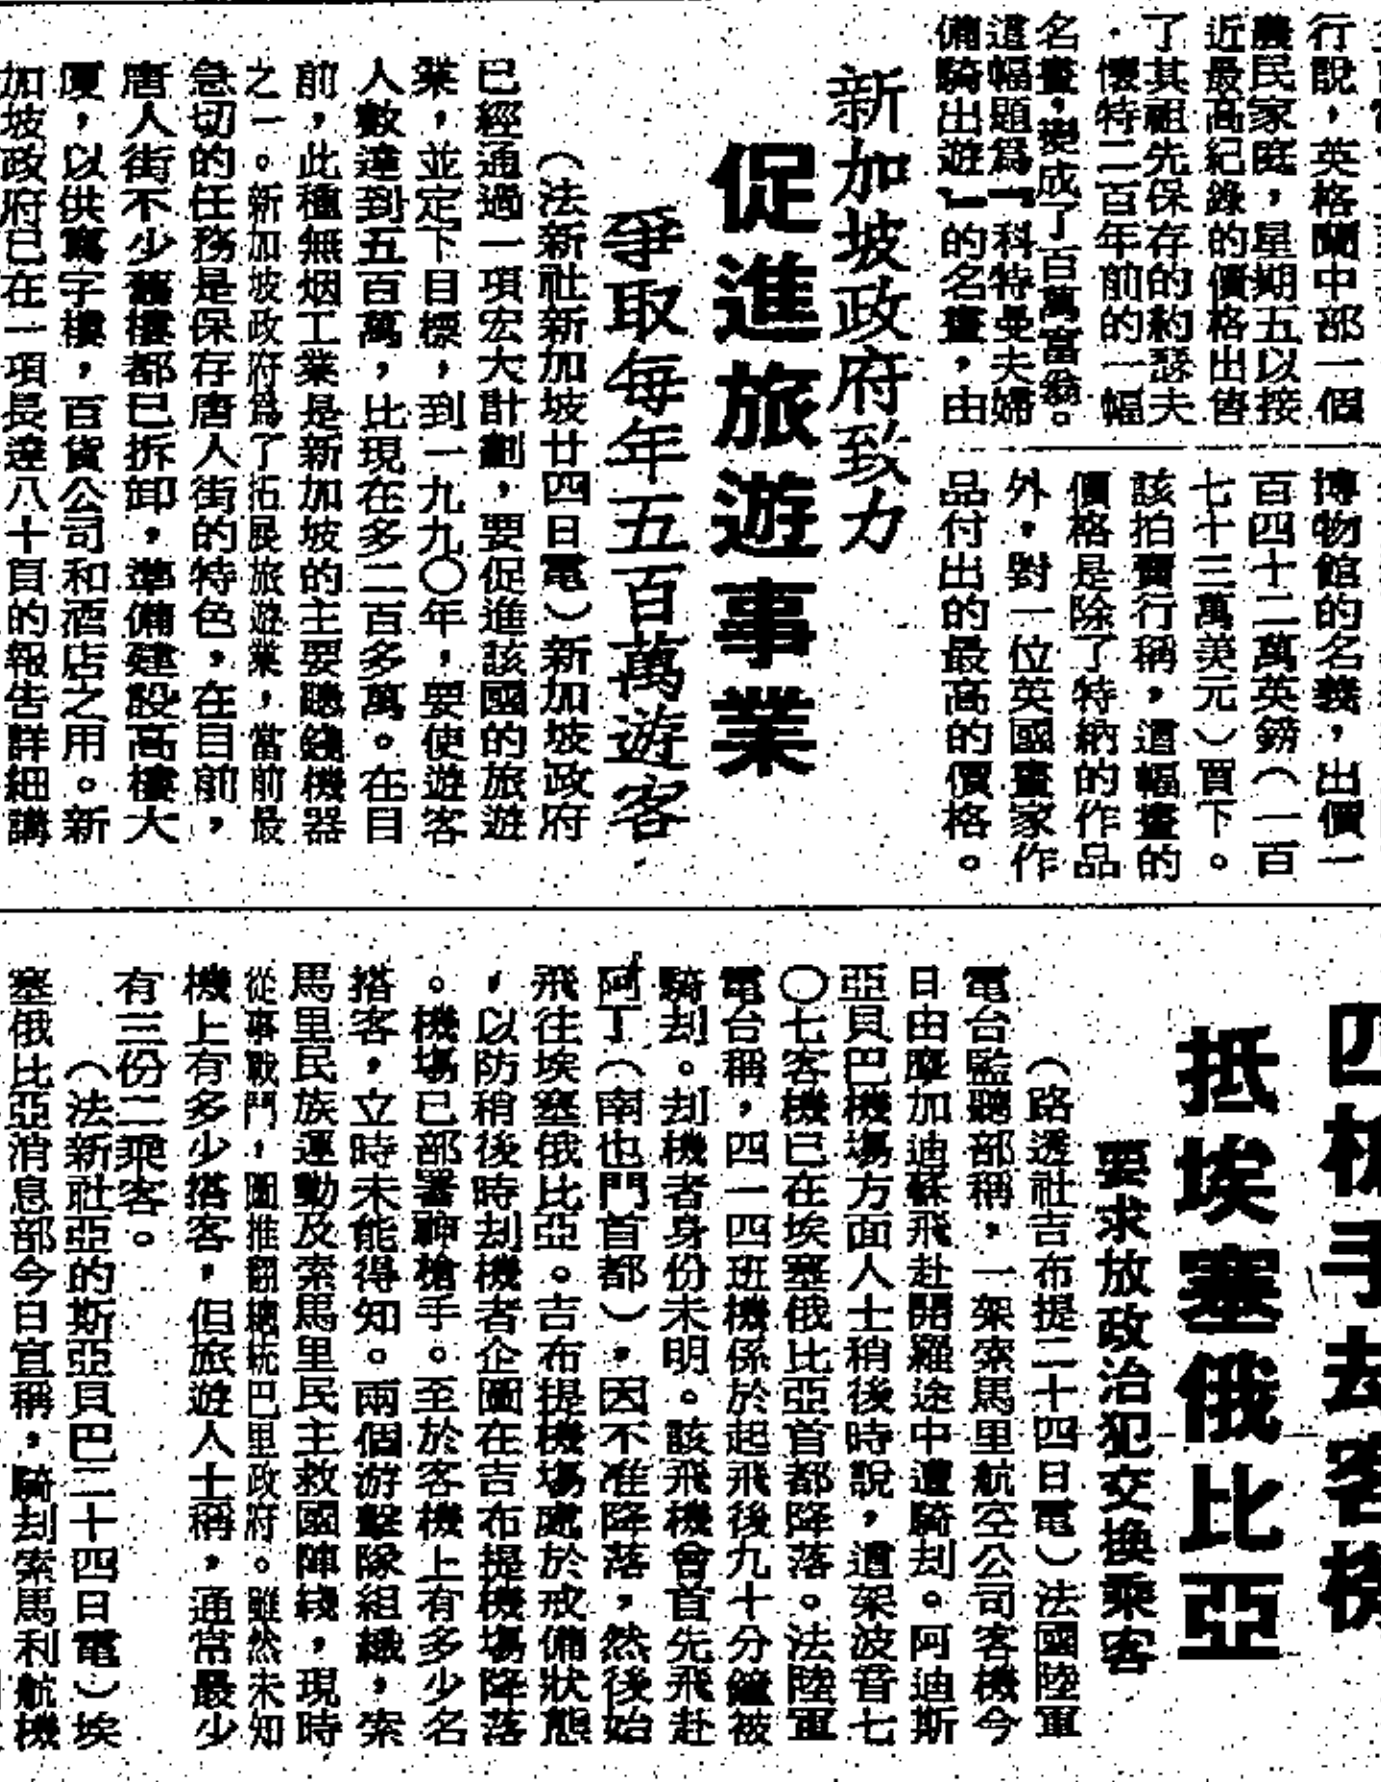 行說，英格蘭中部一個
農民家庭，星期五以接
近最高紀錄的價格出售
了其祖先保存的約瑟夫
．懷特二百年前的一幅
名畫，變成了百萬富翁。
這幅題爲「科特曼夫婦
備騎出遊」的名畫，由
博物館的名義，出價一
百四十二萬英鎊（一百
七十三萬美元）買下。
該拍賣行稱，這幅畫的
價格是除了特納的作品
外，對一位英國畫家作
品付出的最高的價格。
新加坡政府致力
促進旅遊事業
爭取每年五百萬遊客
（法新社新加坡廿四日電）新加坡政府
已經通過一項宏大計劃，要促進該國的旅遊
業，並定下目標，到一九九〇年，要使遊客
人數達到五百萬，比現在多二百多萬。在目
前，此種無烟工業是新加坡的主要賺錢機器
之一。新加坡政府爲了拓展旅遊業，當前最
急切的任務是保存唐人街的特色，在目前，
唐人街不少舊樓都已拆卸，準備建設高樓大
厦，以供寫字樓，百貨公司和酒店之用。新
加坡政府已在一項長達八十頁的報告詳細講
四槍手劫客機
抵埃塞俄比亞
要求放政治犯交換乘客
（路透社吉布提二十四日電）法國陸軍
電台監聽部稱，一架索馬里航空公司客機今
日由摩加迪蘇飛赴開羅途中遭騎刦。阿迪斯
亞貝巴機場方面人士稍後時說，這架波音七
〇七客機已在埃塞俄比亞首都降落。法陸軍
電台稱，四一四班機係於起飛後九十分鐘被
騎刦。刦機者身份未明。該飛機曾首先飛赴
阿丁（南也門首都），因不准降落，然後始
飛往埃塞俄比亞。吉布提機場處於戒備狀態
，以防稍後時刦機者企圖在吉布提機場降落
。機場已部署神槍手。至於客機上有多少名
搭客，立時未能得知。兩個游擊隊組織，索
馬里民族運動及索馬里民主救國陣綫，現時
從事戰鬥，圖推翻總統巴里政府。雖然未知
機上有多少搭客，但旅遊人士稱，通常最少
有三份二乘客。
（法新社亞的斯亞貝巴二十四日電）埃
塞俄比亞消息部今日宣稱，騎刦索馬利航機